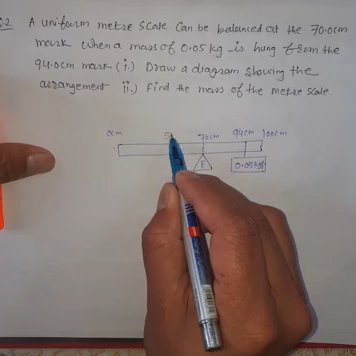 Q2 A uniform metre scale can be balanced at the 70.0cm
mark when a mass of 0.05 kg is hung from the
94.0cm mark (i.) Draw a diagram showing the
arrangement ii.) Find the mass of the metre scale
0cm 70cm 94cm 100cm
F 0.05kg